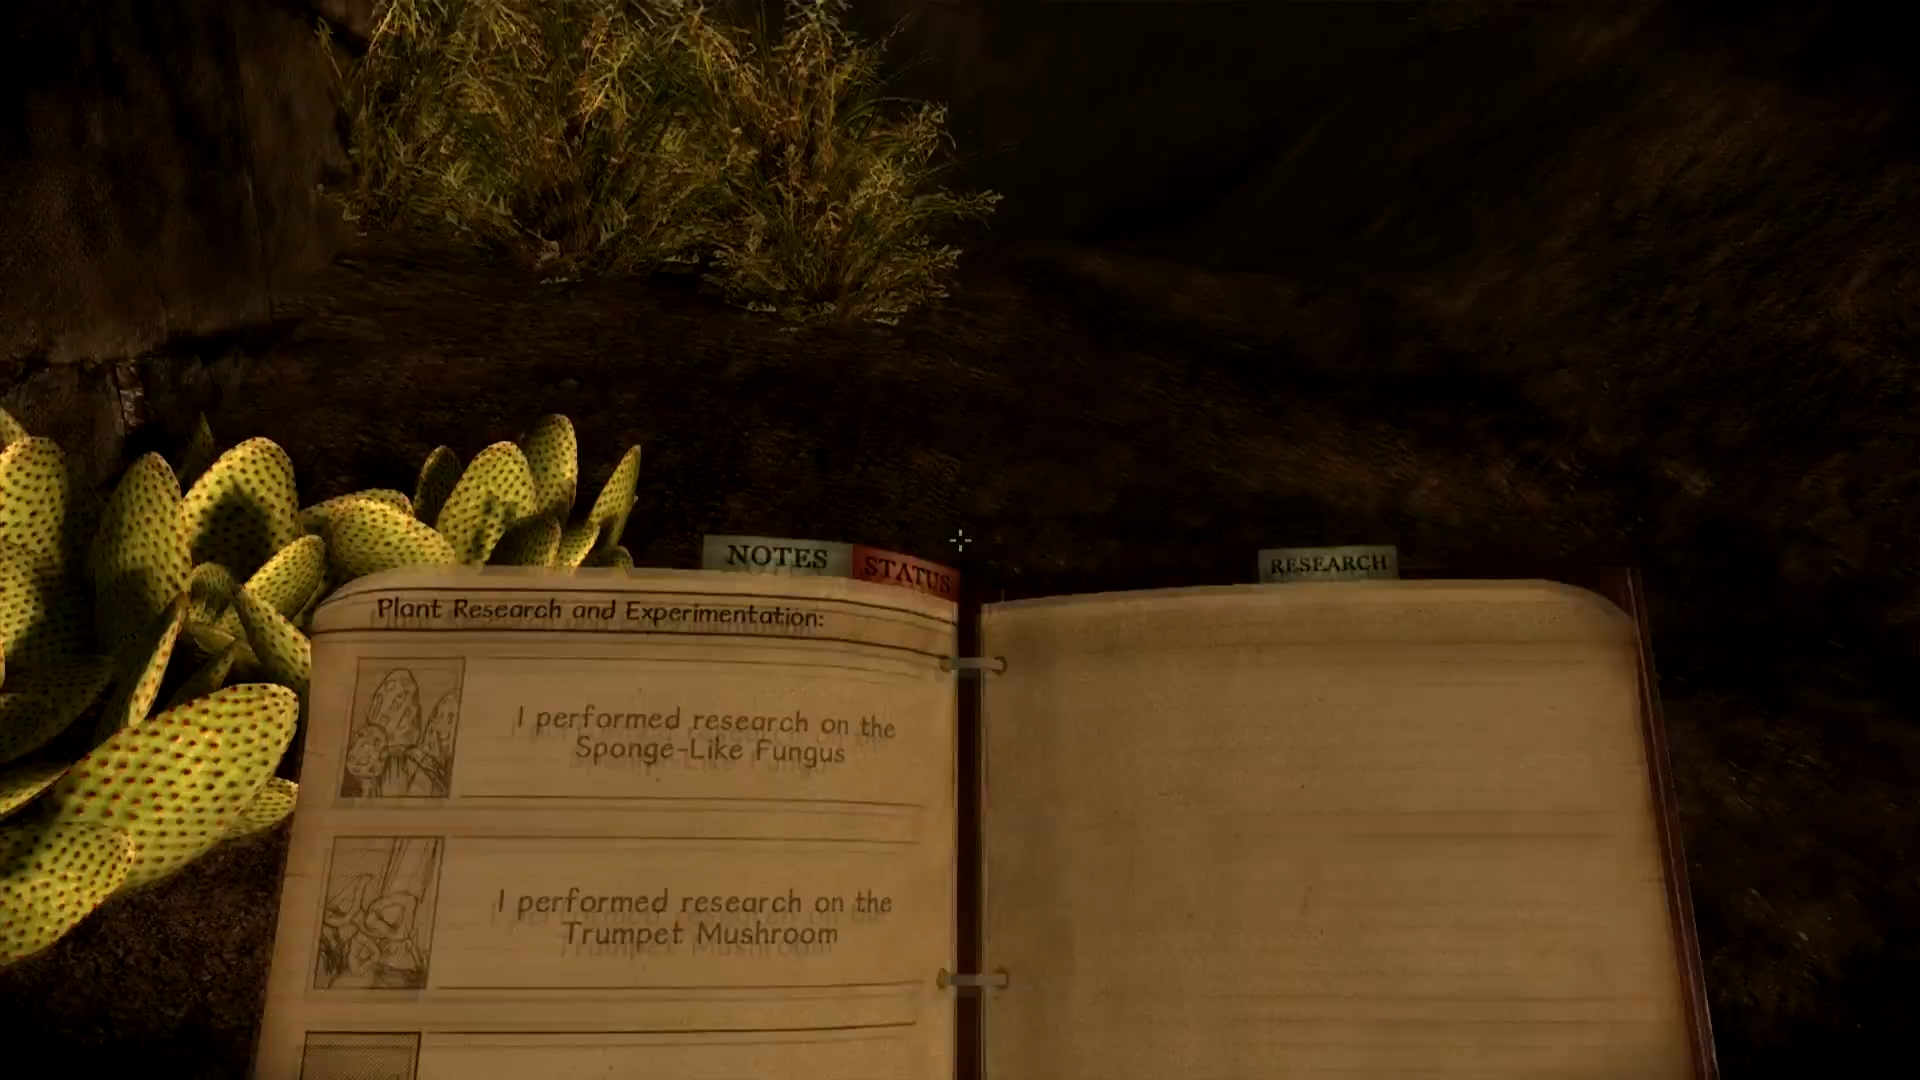 NOTES
STATUS
RESEARCH
Plant Research and Experimentation:
I performed research on the
Sponge-Like Fungus
I performed research on the
Trumpet Mushroom